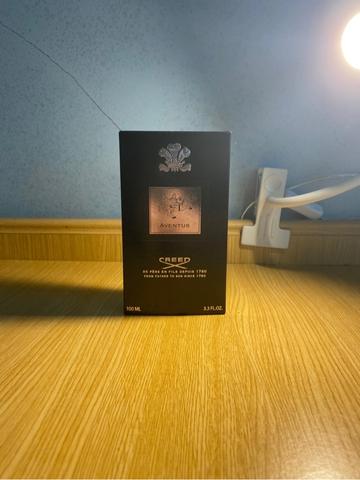 AVENTUS
CREED
DE PÈRE EN FILS DEPUIS 1760
FROM FATHER TO SON SINCE 1760
100 ML
3.3 FL.OZ.